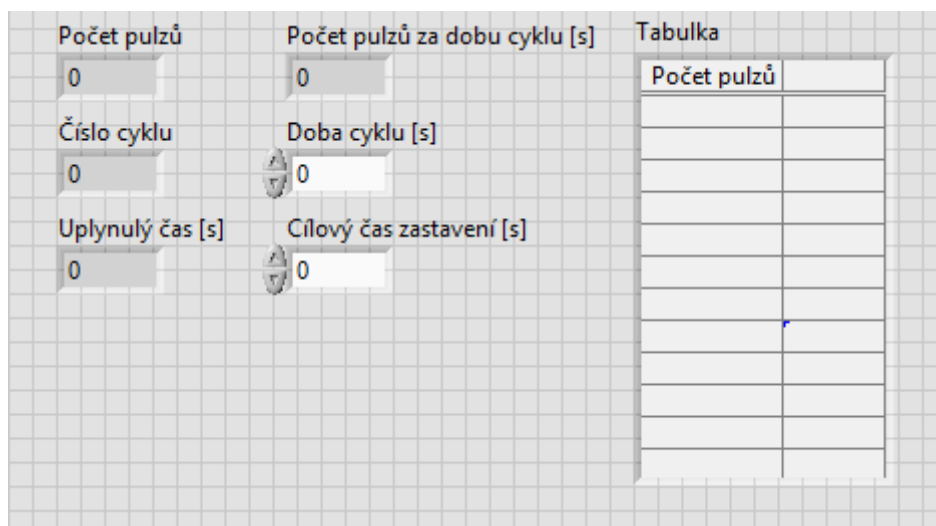 Počet pulzů
0
Počet pulzů za dobu cyklu [s]
0
Číslo cyklu
0
Doba cyklu [s]
0
Uplynulý čas [s]
0
Cílový čas zastavení [s]
0
Tabulka
Počet pulzů